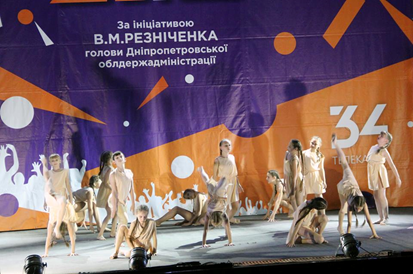 За ініціативою
В.М.РЕЗНІЧЕНКА
голови Дніпропетровської
облдержадміністрації
34